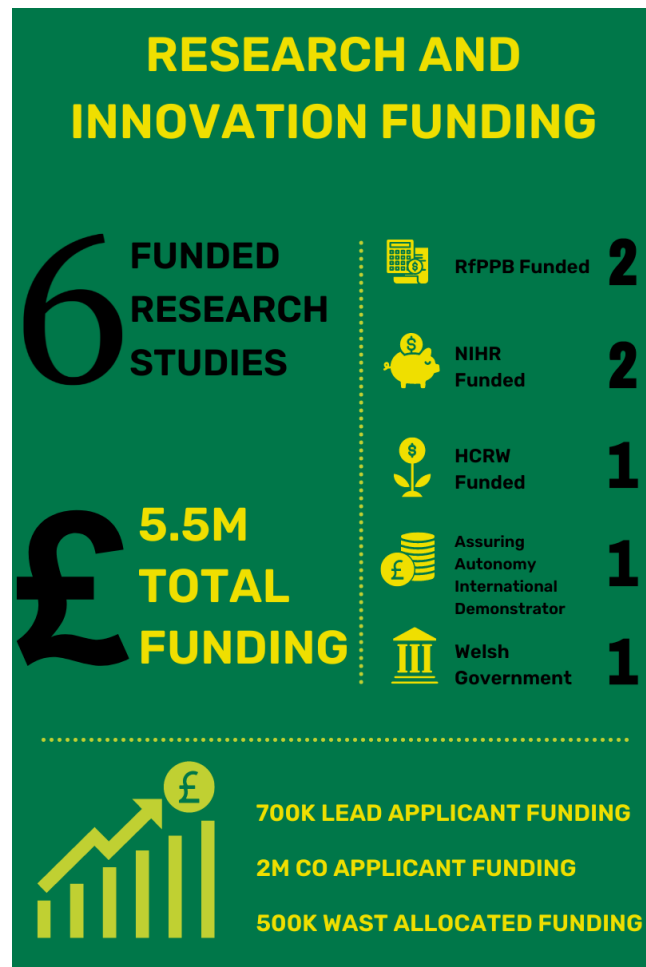 RESEARCH AND
INNOVATION FUNDING
6
FUNDED
RESEARCH
STUDIES
£
5.5M
TOTAL
FUNDING
RfPPB Funded 2
NIHR
Funded 2
HCRW
Funded 1
Assuring
Autonomy
International
Demonstrator 1
Welsh
Government 1
700K LEAD APPLICANT FUNDING
2M CO APPLICANT FUNDING
500K WAST ALLOCATED FUNDING